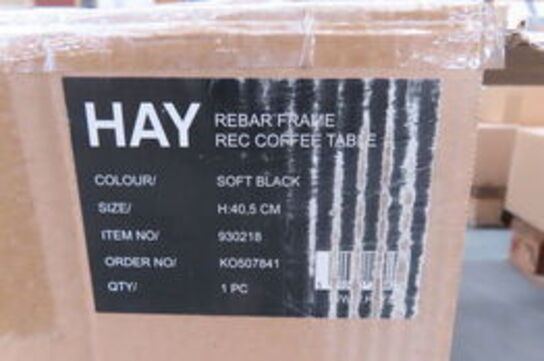 HAY
REBAR FRAME
REC COFFEE TABLE
COLOUR/ SOFT BLACK
SIZE/ H:40,5 CM
ITEM NO/ 930218
ORDER NO/ KO507841
QTY/ 1 PC